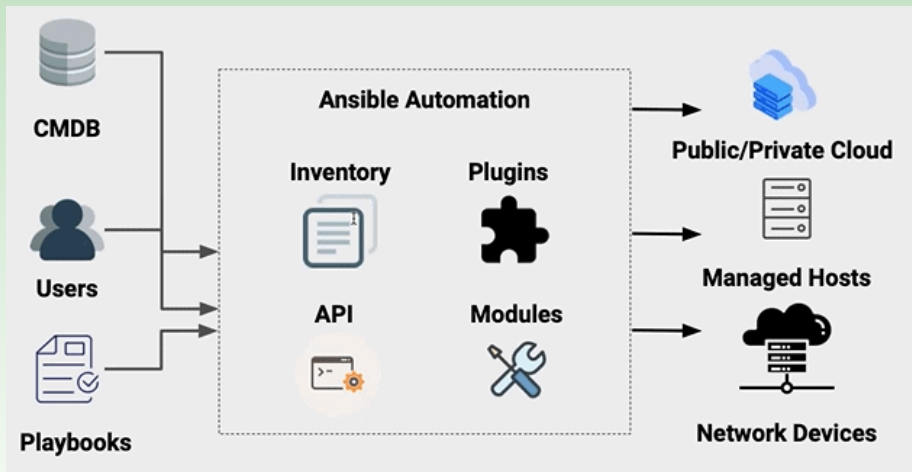 CMDB
Users
Playbooks
Ansible Automation
Inventory
Plugins
API
Modules
Public/Private Cloud
Managed Hosts
Network Devices